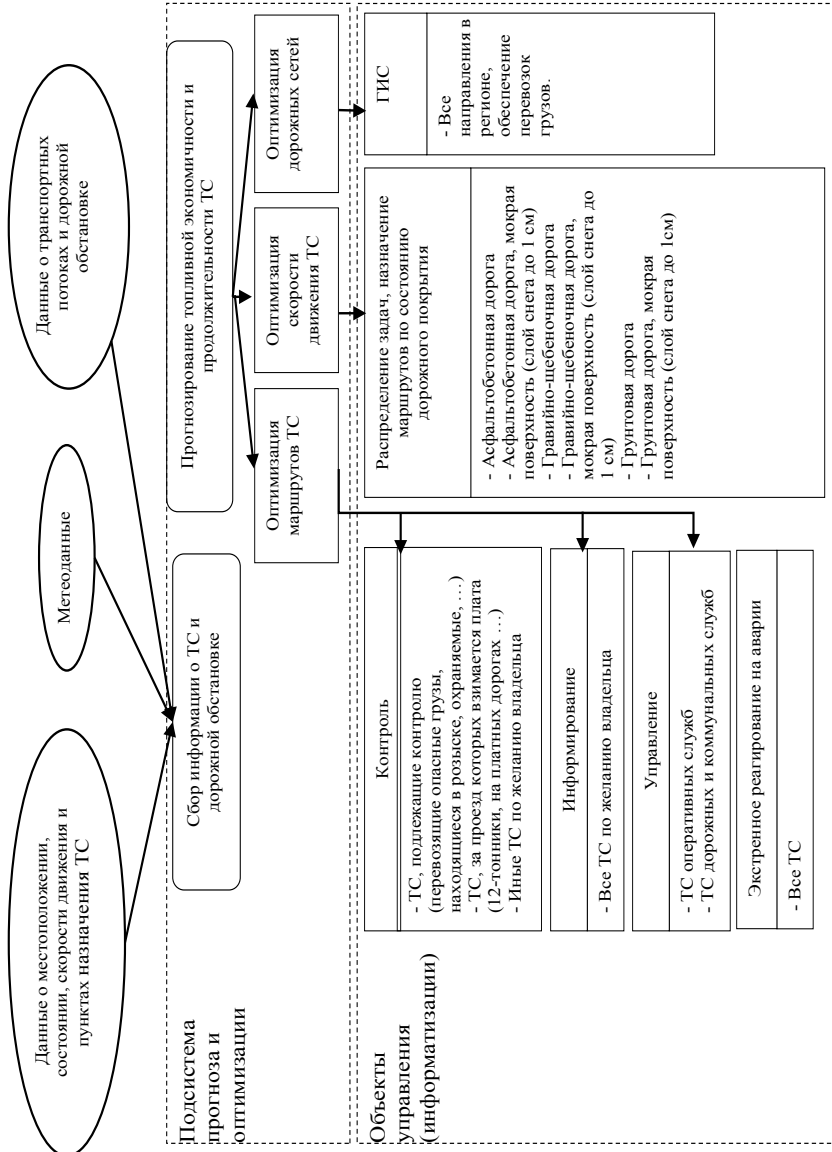 Данные о местоположении,
состоянии, скорости движения и
пунктах назначения ТС
Метеоданные
Данные о транспортных
потоках и дорожной
обстановке
Подсистема
прогноза и
оптимизации
Сбор информации о ТС и
дорожной обстановке
Прогнозирование топливной экономичности и
продолжительности ТС
Оптимизация
маршрутов ТС
Оптимизация
скорости
движения ТС
Оптимизация
дорожных сетей
Объекты
управления
(информатизации)
Контроль
- ТС, подлежащие контролю
(перевозящие опасные грузы,
находящиеся в розыске, охраняемые, …)
- ТС, за проезд которых взимается плата
(12-тонники, на платных дорогах …)
- Иные ТС по желанию владельца
Информирование
- Все ТС по желанию владельца
Управление
- ТС оперативных служб
- ТС дорожных и коммунальных служб
Экстренное реагирование на аварии
- Все ТС
Распределение задач, назначение
маршрутов по состоянию
дорожного покрытия
- Асфальтобетонная дорога
- Асфальтобетонная дорога, мокрая
поверхность (слой снега до 1 см)
- Гравийно-щебеночная дорога
- Гравийно-щебеночная дорога,
мокрая поверхность (слой снега до
1 см)
- Грунтовая дорога
- Грунтовая дорога, мокрая
поверхность (слой снега до 1см)
ГИС
- Все
направления в
регионе,
обеспечение
перевозок
грузов.